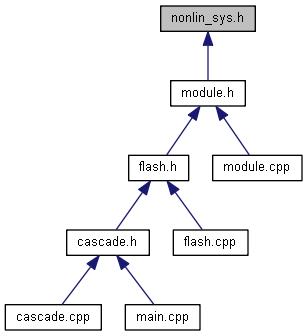 nonlin_sys.h
module.h
flash.h
module.cpp
cascade.h
flash.cpp
cascade.cpp
main.cpp